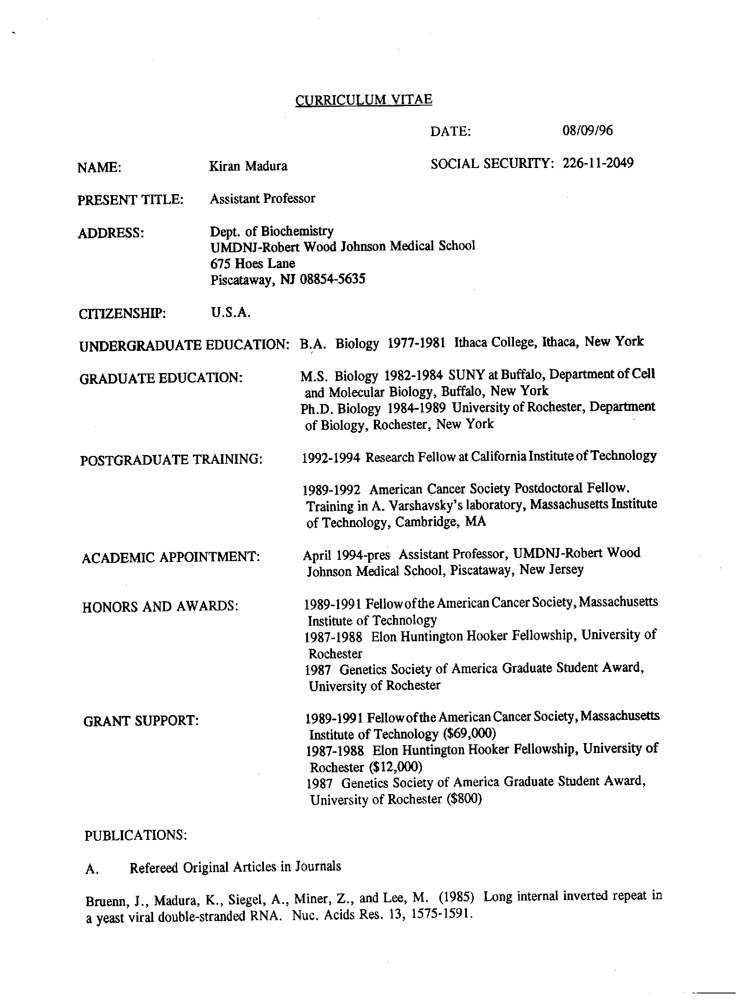 CURRICULUM VITAE
DATE: 08/09/96
NAME: Kiran Madura SOCIAL SECURITY: 226-11-2049
PRESENT TITLE: Assistant Professor
ADDRESS: Dept. of Biochemistry
UMDNJ-Robert Wood Johnson Medical School
675 Hoes Lane
Piscataway, NJ 08854-5635
CITIZENSHIP: U.S.A.
UNDERGRADUATE EDUCATION: B.A. Biology 1977-1981 Ithaca College, Ithaca, New York
GRADUATE EDUCATION: M.S. Biology 1982-1984 SUNY at Buffalo, Department of Cell
and Molecular Biology, Buffalo, New York
Ph.D. Biology 1984-1989 University of Rochester, Department
of Biology, Rochester, New York
POSTGRADUATE TRAINING: 1992-1994 Research Fellow at California Institute of Technology
1989-1992 American Cancer Society Postdoctoral Fellow.
Training in A. Varshavsky's laboratory, Massachusetts Institute
of Technology, Cambridge, MA
ACADEMIC APPOINTMENT: April 1994-pres Assistant Professor, UMDNJ-Robert Wood
Johnson Medical School, Piscataway, New Jersey
HONORS AND AWARDS: 1989-1991 Fellow of the American Cancer Society, Massachusetts
Institute of Technology
1987-1988 Elon Huntington Hooker Fellowship, University of
Rochester
1987 Genetics Society of America Graduate Student Award,
University of Rochester
GRANT SUPPORT: 1989-1991 Fellow of the American Cancer Society, Massachusetts
Institute of Technology ($69,000)
1987-1988 Elon Huntington Hooker Fellowship, University of
Rochester ($12,000)
1987 Genetics Society of America Graduate Student Award,
University of Rochester ($800)
PUBLICATIONS:
A. Refereed Original Articles in Journals
Bruenn, J., Madura, K., Siegel, A., Miner, Z., and Lee, M. (1985) Long internal inverted repeat in
a yeast viral double-stranded RNA. Nuc. Acids Res. 13, 1575-1591.